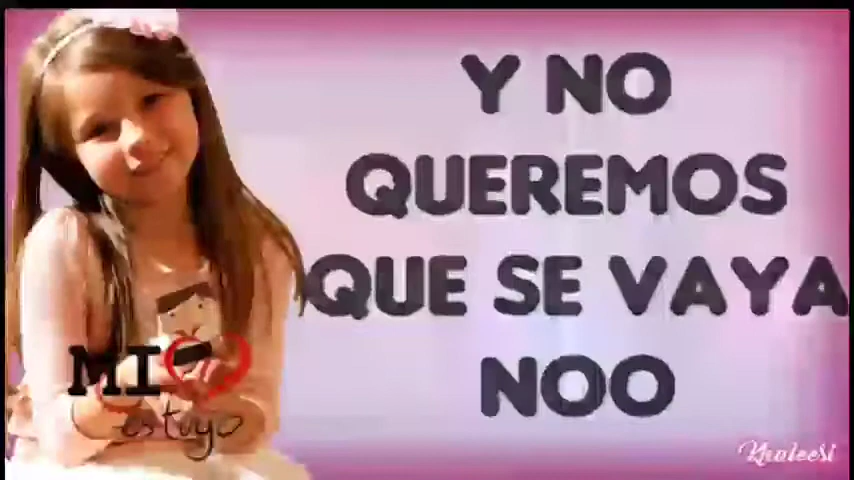 Y NO
QUEREMOS
QUE SE VAYA
NOO
MI
es tuyo
Khaleesi